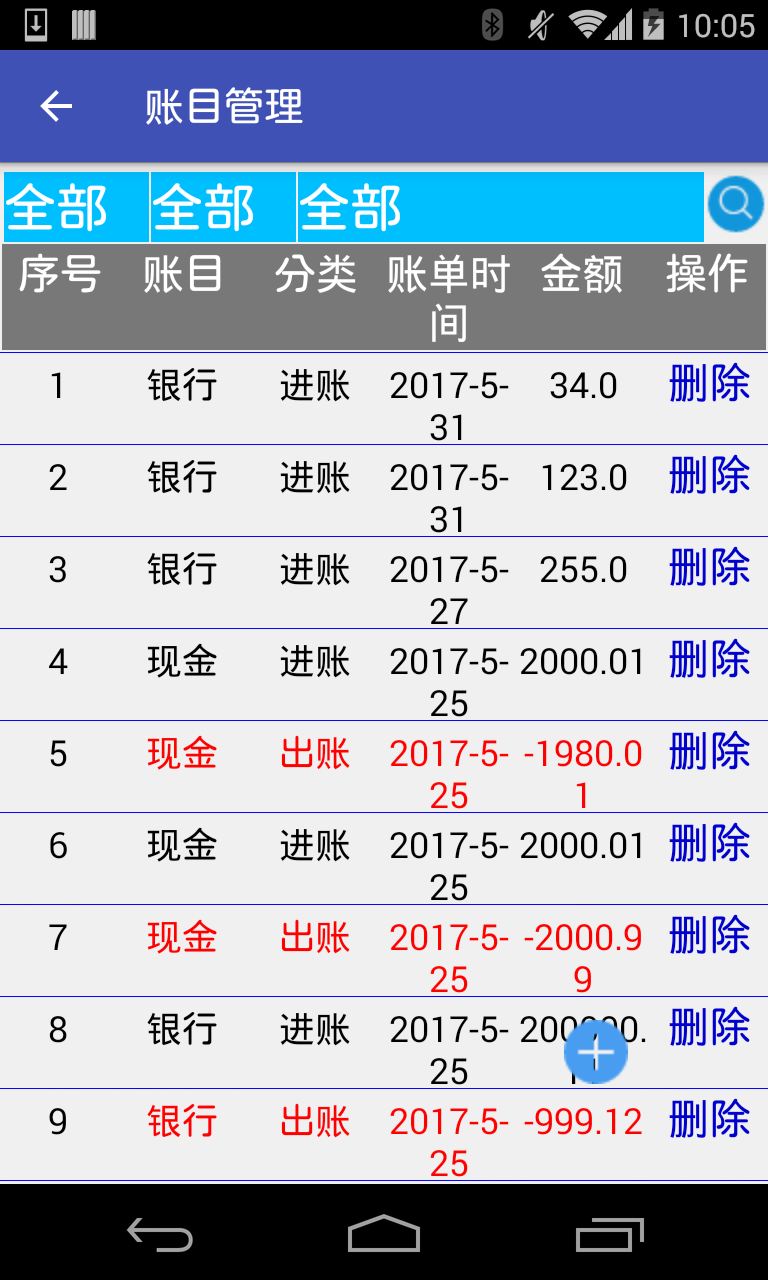 10:05
账目管理
全部 全部 全部
序号 账目 分类 账单时间 金额 操作
1 银行 进账 2017-5-31 34.0 删除
2 银行 进账 2017-5-31 123.0 删除
3 银行 进账 2017-5-27 255.0 删除
4 现金 进账 2017-5-25 2000.01 删除
5 现金 出账 2017-5-25 -1980.01 删除
6 现金 进账 2017-5-25 2000.01 删除
7 现金 出账 2017-5-25 -2000.99 删除
8 银行 进账 2017-5-25 删除
9 银行 出账 2017-5-25 -999.12 删除